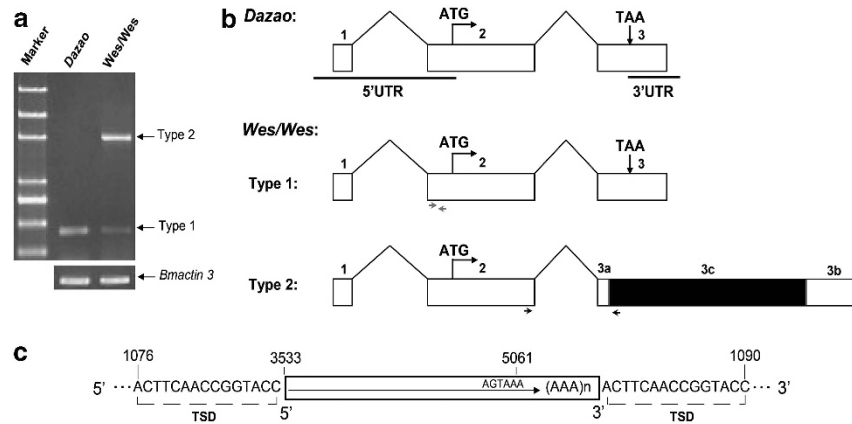 a
Marker
Dazao
Wes/Wes
Type 2
Type 1
Bmactin 3
b
Dazao:
1
ATG
2
TAA
3
5'UTR
3'UTR
Wes/Wes:
Type 1:
1
ATG
2
TAA
3
Type 2:
1
ATG
2
3a
3c
3b
c
1076
3533
5061
1090
5' ···ACTTCAACCGGTACC
AGTAAA
(AAA)n
ACTTCAACCGGTACC··· 3'
TSD
5'
3'
TSD